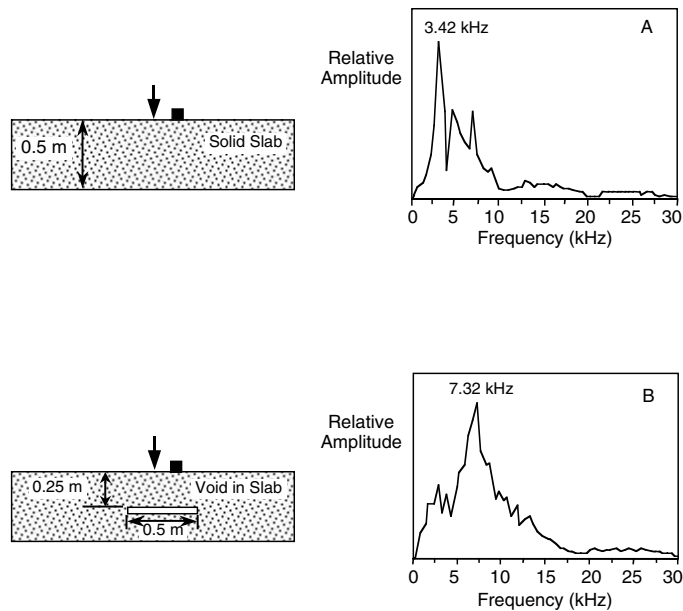 3.42 kHz
A
Relative
Amplitude
0.5 m
Solid Slab
0 5 10 15 20 25 30
Frequency (kHz)
7.32 kHz
B
Relative
Amplitude
0.25 m
Void in Slab
0.5 m
0 5 10 15 20 25 30
Frequency (kHz)